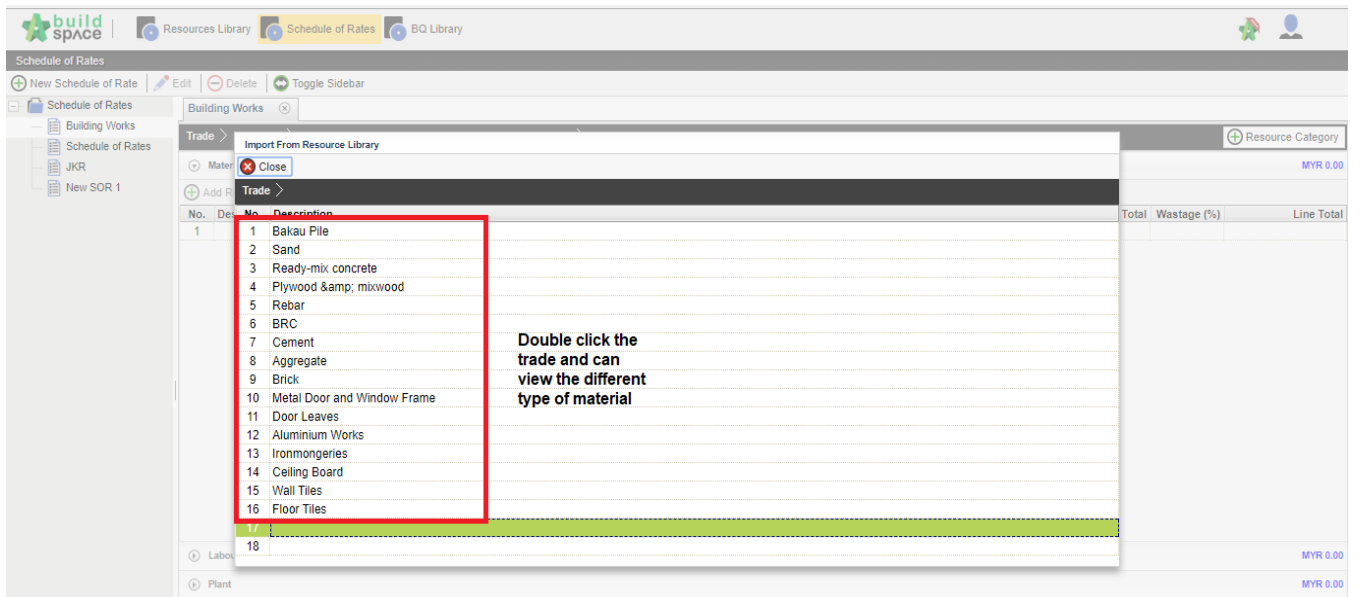 build space
Resources Library Schedule of Rates BQ Library
Schedule of Rates
New Schedule of Rate Edit Delete Toggle Sidebar
Schedule of Rates
Building Works
Schedule of Rates
JKR
New SOR 1
Building Works
Trade
Resource Category
Mater
MYR 0.00
Add R
No. Des Total Wastage (%) Line Total
1
Import From Resource Library
Close
Trade
No. Description
1 Bakau Pile
2 Sand
3 Ready-mix concrete
4 Plywood &amp; mixwood
5 Rebar
6 BRC
7 Cement
8 Aggregate
9 Brick
10 Metal Door and Window Frame
11 Door Leaves
12 Aluminium Works
13 Ironmongeries
14 Ceiling Board
15 Wall Tiles
16 Floor Tiles
17
18
Double click the
trade and can
view the different
type of material
Labou
MYR 0.00
Plant
MYR 0.00